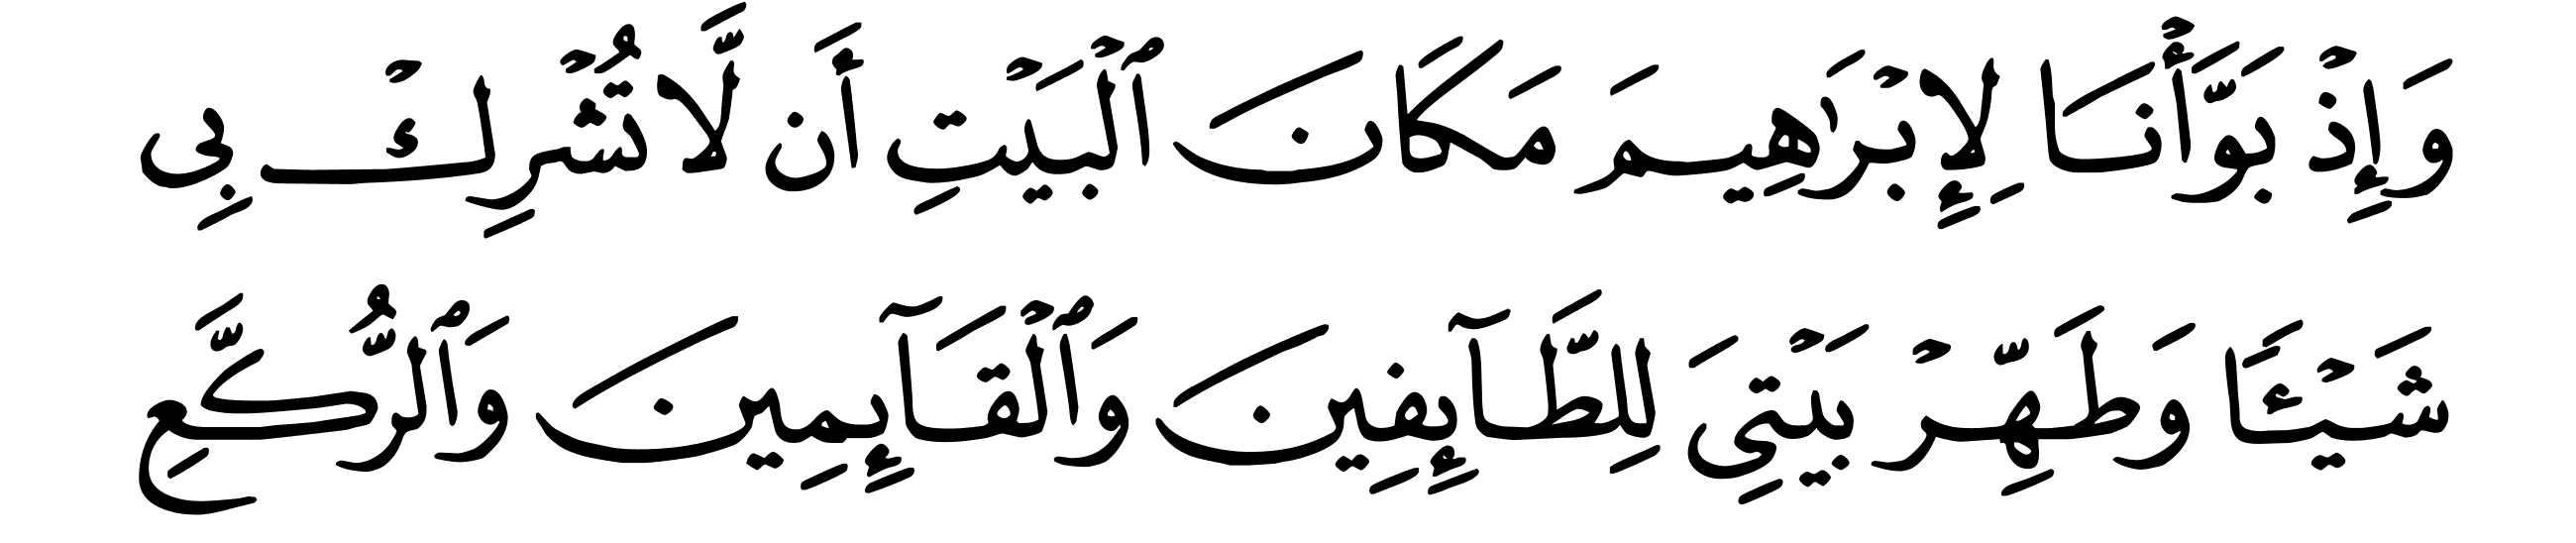 وَإِذۡ بَوَّأۡنَا لِإِبۡرَٰهِيمَ مَكَانَ ٱلۡبَيۡتِ أَن لَّا تُشۡرِكۡ بِي
شَيۡـٔٗا وَطَهِّرۡ بَيۡتِيَ لِلطَّآئِفِينَ وَٱلۡقَآئِمِينَ وَٱلرُّكَّعِ